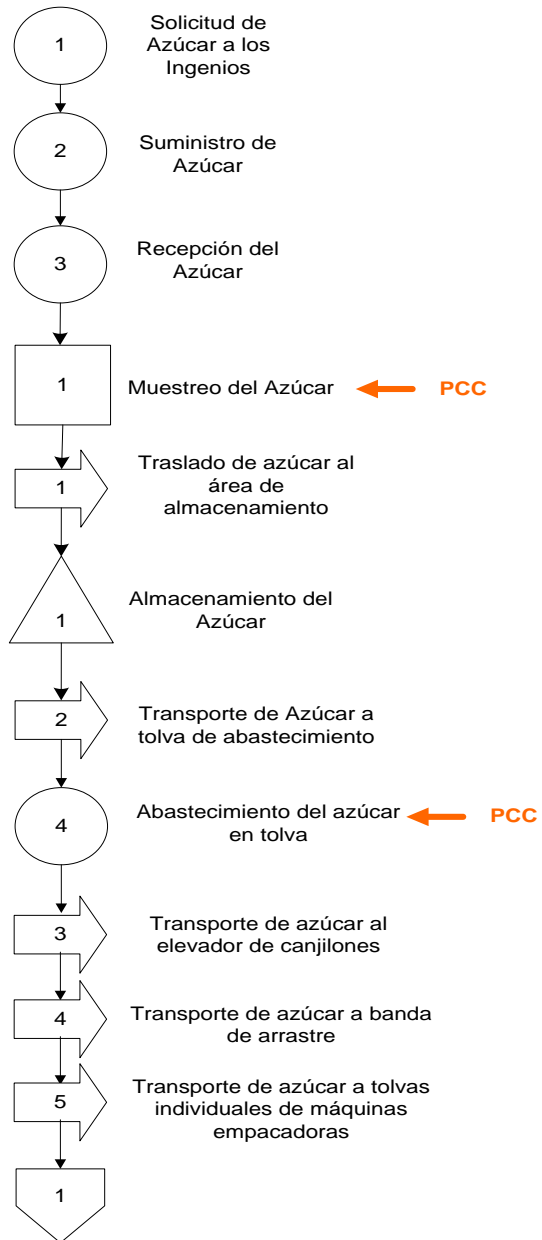 1
Solicitud de
Azúcar a los
Ingenios
2
Suministro de
Azúcar
3
Recepción del
Azúcar
1
Muestreo del Azúcar
PCC
1
Traslado de azúcar al
área de
almacenamiento
1
Almacenamiento del
Azúcar
2
Transporte de Azúcar a
tolva de abastecimiento
4
Abastecimiento del azúcar
en tolva
PCC
3
Transporte de azúcar al
elevador de canjilones
4
Transporte de azúcar a banda
de arrastre
5
Transporte de azúcar a tolvas
individuales de máquinas
empacadoras
1